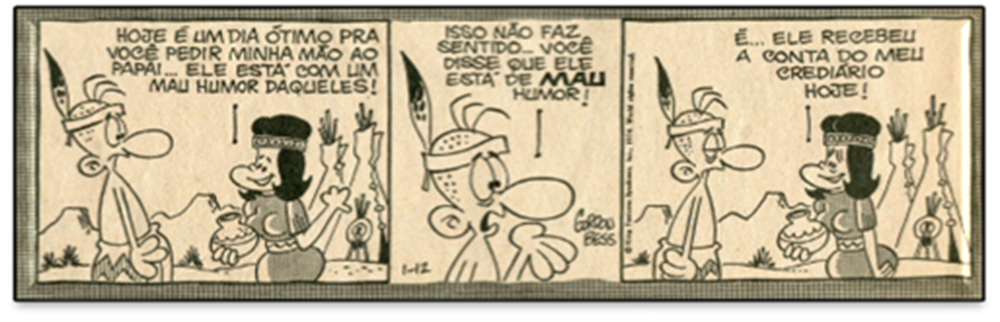 HOJE É UM DIA ÓTIMO PRA
VOCÊ PEDIR MINHA MÃO AO
PAPAI... ELE ESTÁ COM UM
MAU HUMOR DAQUELES!
ISSO NÃO FAZ
SENTIDO... VOCÊ
DISSE QUE ELE
ESTÁ DE MAU
HUMOR!
GORDON
BESS
1-12
É... ELE RECEBEU
A CONTA DO MEU
CREDIÁRIO
HOJE!